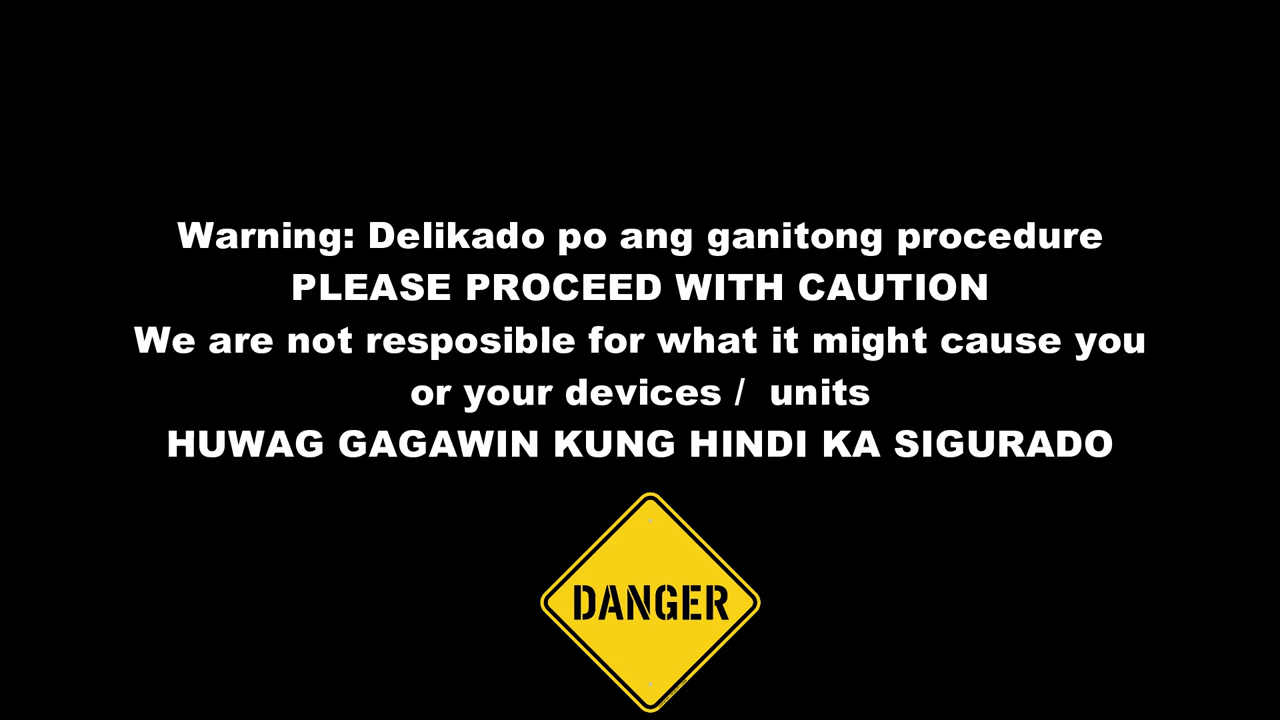 Warning: Delikado po ang ganitong procedure
PLEASE PROCEED WITH CAUTION
We are not resposible for what it might cause you
or your devices /  units
HUWAG GAGAWIN KUNG HINDI KA SIGURADO
DANGER